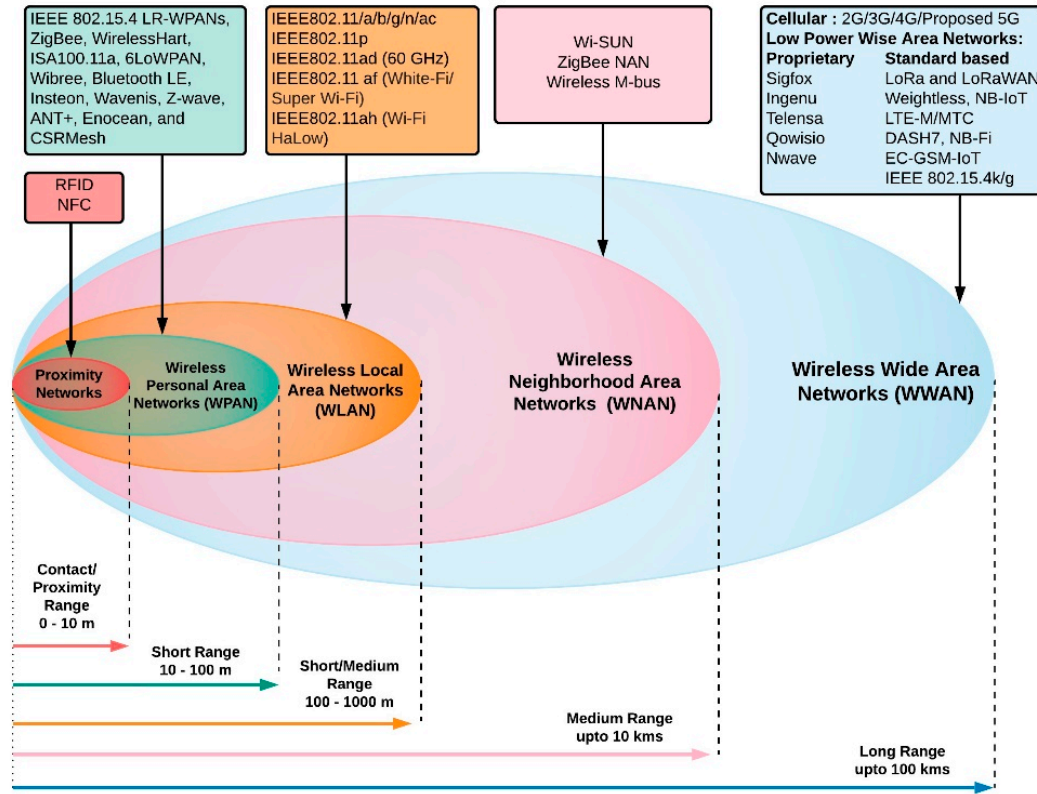 IEEE 802.15.4 LR-WPANs,
ZigBee, WirelessHart,
ISA100.11a, 6LoWPAN,
Wibree, Bluetooth LE,
Insteon, Wavenis, Z-wave,
ANT+, Enocean, and
CSRMesh
IEEE802.11/a/b/g/n/ac
IEEE802.11p
IEEE802.11ad (60 GHz)
IEEE802.11 af (White-Fi/
Super Wi-Fi)
IEEE802.11ah (Wi-Fi
HaLow)
Wi-SUN
ZigBee NAN
Wireless M-bus
Cellular : 2G/3G/4G/Proposed 5G
Low Power Wise Area Networks:
Proprietary Standard based
Sigfox LoRa and LoRaWAN
Ingenu Weightless, NB-IoT
Telensa LTE-M/MTC
Qowisio DASH7, NB-Fi
Nwave EC-GSM-IoT
IEEE 802.15.4k/g
RFID
NFC
Proximity
Networks
Wireless
Personal Area
Networks (WPAN)
Wireless Local
Area Networks
(WLAN)
Wireless
Neighborhood Area
Networks (WNAN)
Wireless Wide Area
Networks (WWAN)
Contact/
Proximity
Range
0 - 10 m
Short Range
10 - 100 m
Short/Medium
Range
100 - 1000 m
Medium Range
upto 10 kms
Long Range
upto 100 kms